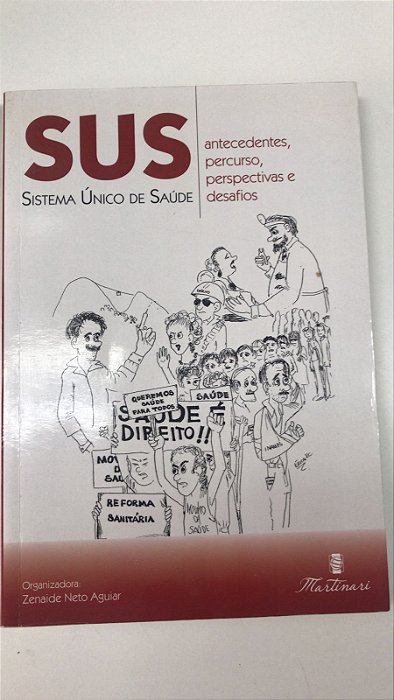 SUS
SISTEMA ÚNICO DE SAÚDE
antecedentes,
percurso,
perspectivas e
desafios
QUEREMOS
SAÚDE
PARA TODOS
SAÚDE
SAÚDE É
DIREITO!!
REFORMA
SANITÁRIA
Organizadora:
Zenaide Neto Aguiar
Martinari